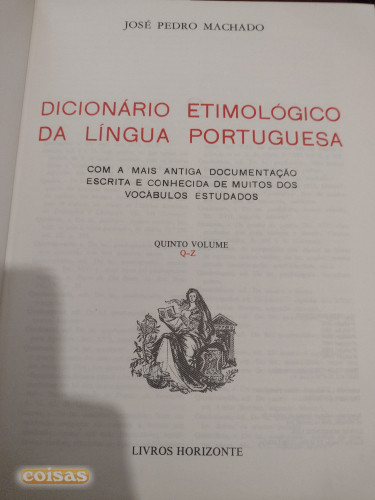 JOSÉ PEDRO MACHADO
DICIONÁRIO ETIMOLÓGICO
DA LÍNGUA PORTUGUESA
COM A MAIS ANTIGA DOCUMENTAÇÃO
ESCRITA E CONHECIDA DE MUITOS DOS
VOCÁBULOS ESTUDADOS
QUINTO VOLUME
Q-Z
LIVROS HORIZONTE
coisas